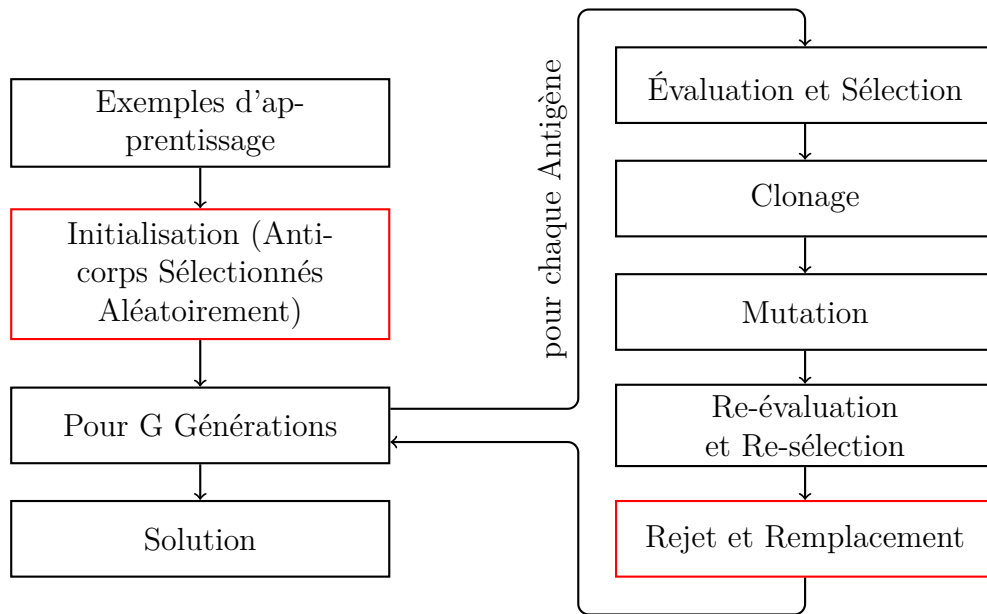 Exemples d'ap-
prentissage
Initialisation (Anti-
corps Sélectionnés
Aléatoirement)
Pour G Générations
Solution
pour chaque Antigène
Évaluation et Sélection
Clonage
Mutation
Re-évaluation
et Re-sélection
Rejet et Remplacement